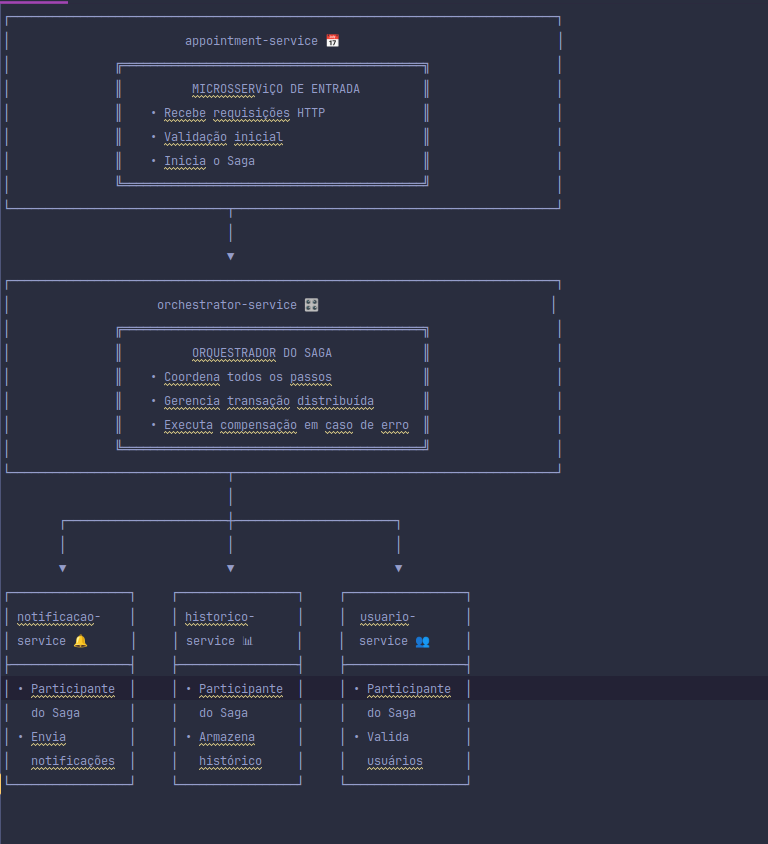 appointment-service 📅
MICROSSERViÇO DE ENTRADA
• Recebe requisições HTTP
• Validação inicial
• Inicia o Saga
orchestrator-service 🎛️
ORQUESTRADOR DO SAGA
• Coordena todos os passos
• Gerencia transação distribuída
• Executa compensação em caso de erro
notificacao-
service 🔔
• Participante
do Saga
• Envia
notificações
historico-
service 📊
• Participante
do Saga
• Armazena
histórico
usuario-
service 👥
• Participante
do Saga
• Valida
usuários